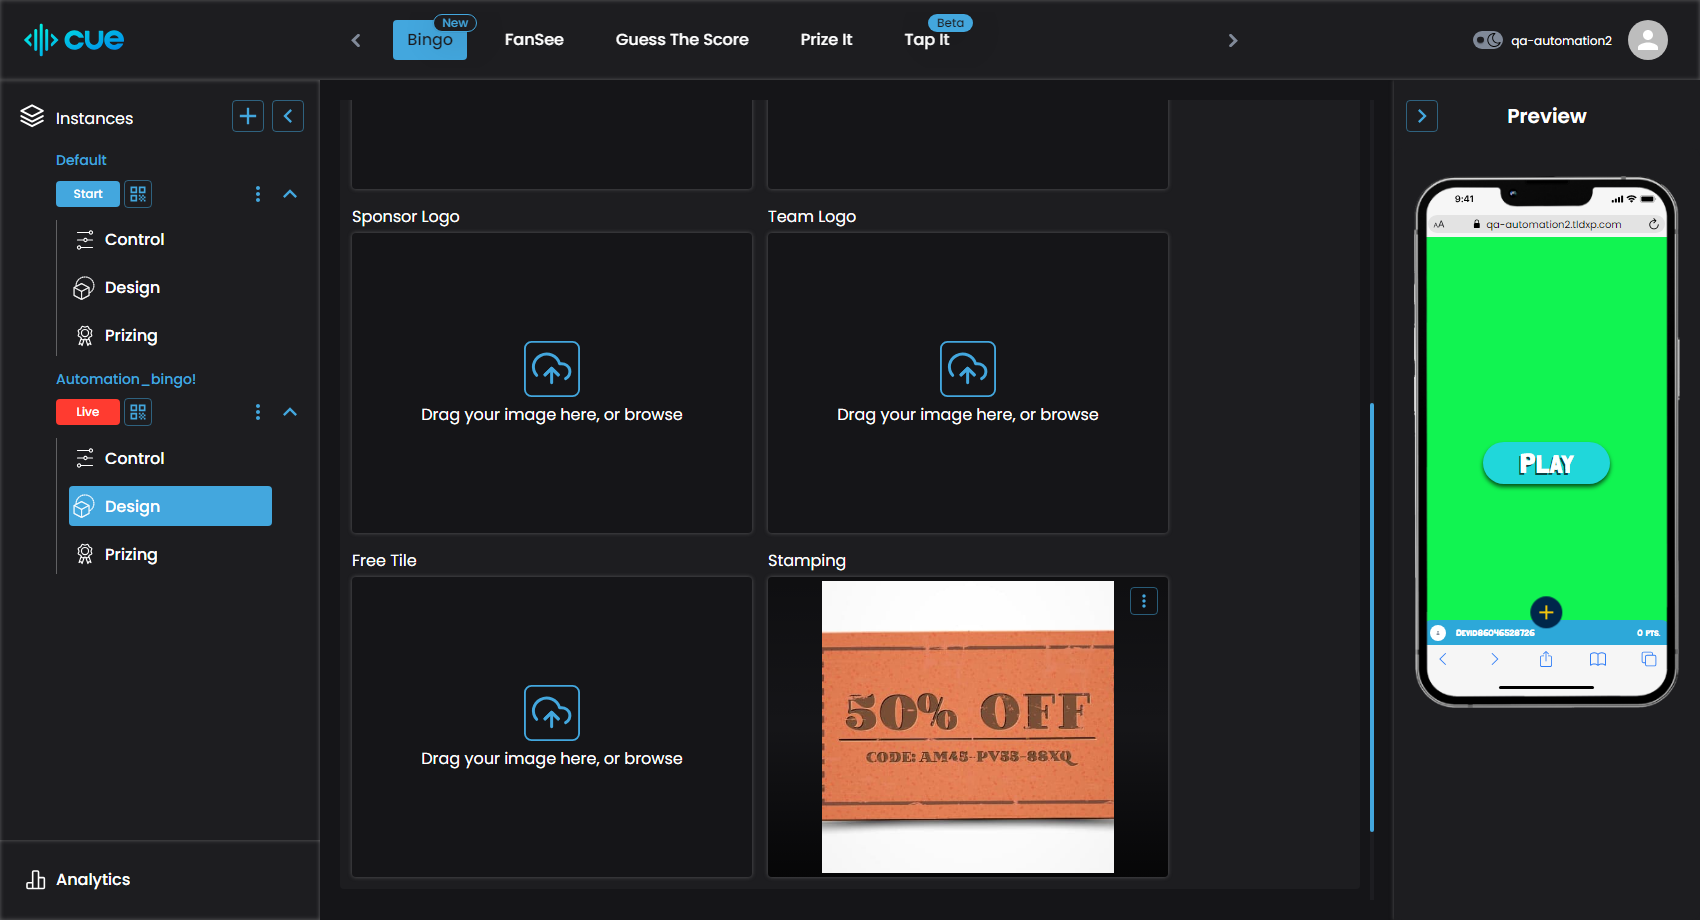 cue
Bingo
New
FanSee
Guess The Score
Prize It
Tap It
Beta
qa-automation2
Instances
Default
Start
Control
Design
Prizing
Automation_bingo!
Live
Control
Design
Prizing
Analytics
Sponsor Logo
Team Logo
Drag your image here, or browse
Drag your image here, or browse
Free Tile
Stamping
Drag your image here, or browse
50% OFF
CODE: AM45-PV55-88XQ
Preview
9:41
AA
qa-automation2.tldxp.com
PLAY
DEVID86046528726
0 PTS.